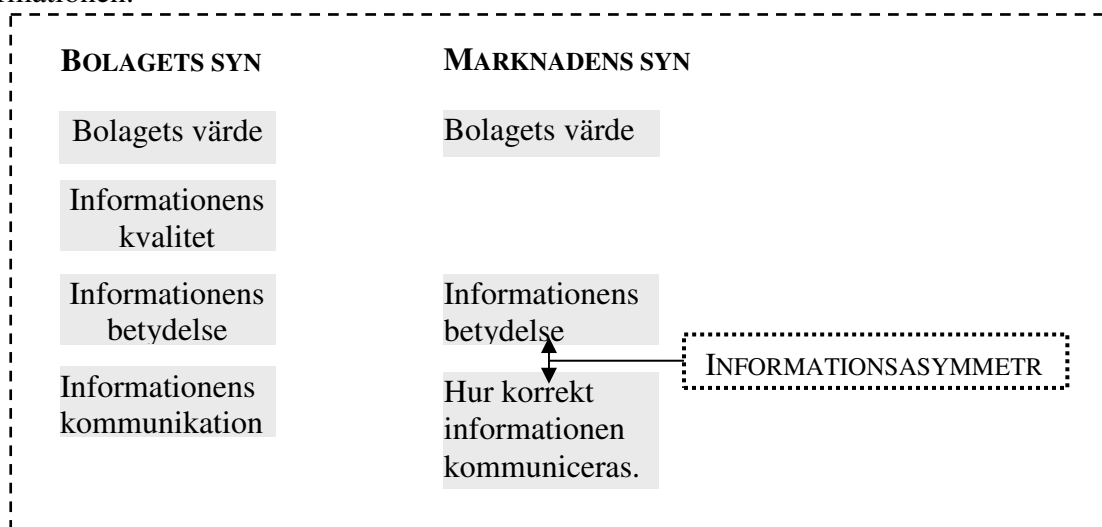 rmationen.
BOLAGETS SYN
MARKNADENS SYN
Bolagets värde
Bolagets värde
Informationens
kvalitet
Informationens
betydelse
Informationens
betydelse
INFORMATIONSASYMMETR
Informationens
kommunikation
Hur korrekt
informationen
kommuniceras.